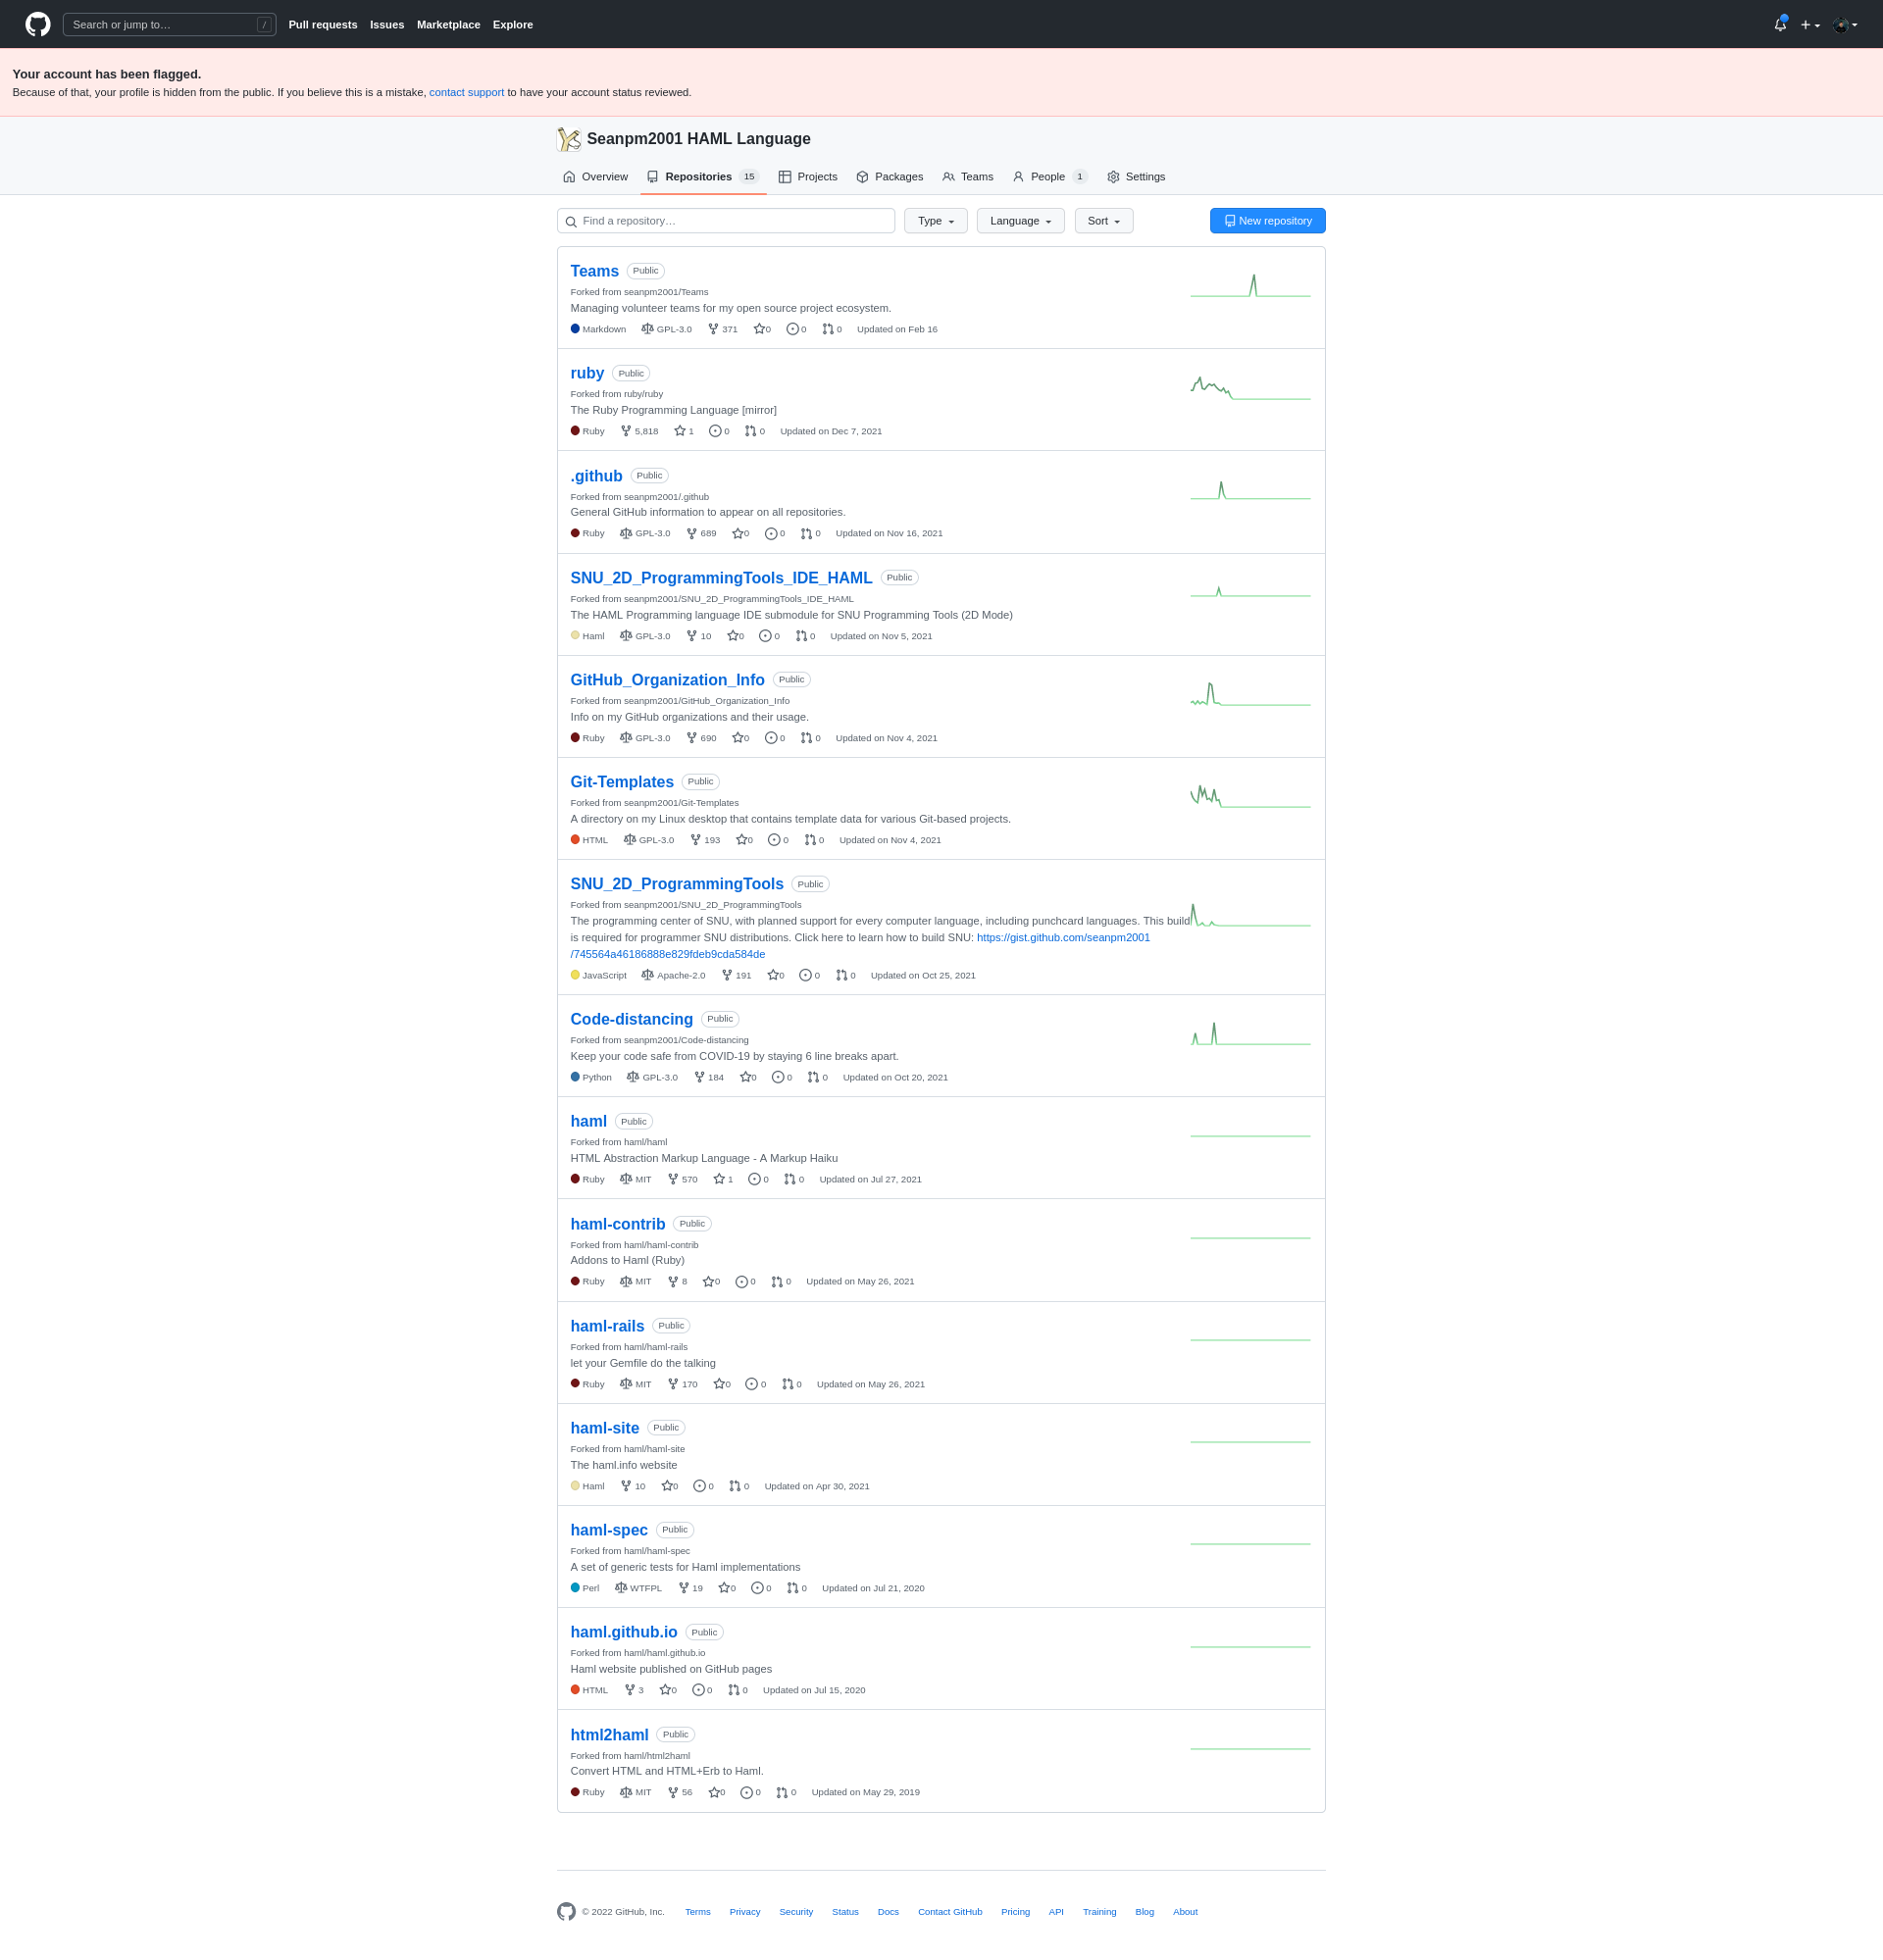 Search or jump to… /
Pull requests Issues Marketplace Explore
Your account has been flagged.
Because of that, your profile is hidden from the public. If you believe this is a mistake, contact support to have your account status reviewed.
Seanpm2001 HAML Language
Overview Repositories 15 Projects Packages Teams People 1 Settings
Find a repository… Type Language Sort New repository
Teams Public
Forked from seanpm2001/Teams
Managing volunteer teams for my open source project ecosystem.
Markdown GPL-3.0 371 0 0 0 Updated on Feb 16
ruby Public
Forked from ruby/ruby
The Ruby Programming Language [mirror]
Ruby 5,818 1 0 0 Updated on Dec 7, 2021
.github Public
Forked from seanpm2001/.github
General GitHub information to appear on all repositories.
Ruby GPL-3.0 689 0 0 0 Updated on Nov 16, 2021
SNU_2D_ProgrammingTools_IDE_HAML Public
Forked from seanpm2001/SNU_2D_ProgrammingTools_IDE_HAML
The HAML Programming language IDE submodule for SNU Programming Tools (2D Mode)
Haml GPL-3.0 10 0 0 0 Updated on Nov 5, 2021
GitHub_Organization_Info Public
Forked from seanpm2001/GitHub_Organization_Info
Info on my GitHub organizations and their usage.
Ruby GPL-3.0 690 0 0 0 Updated on Nov 4, 2021
Git-Templates Public
Forked from seanpm2001/Git-Templates
A directory on my Linux desktop that contains template data for various Git-based projects.
HTML GPL-3.0 193 0 0 0 Updated on Nov 4, 2021
SNU_2D_ProgrammingTools Public
Forked from seanpm2001/SNU_2D_ProgrammingTools
The programming center of SNU, with planned support for every computer language, including punchcard languages. This build
is required for programmer SNU distributions. Click here to learn how to build SNU: https://gist.github.com/seanpm2001
/745564a46186888e829fdeb9cda584de
JavaScript Apache-2.0 191 0 0 0 Updated on Oct 25, 2021
Code-distancing Public
Forked from seanpm2001/Code-distancing
Keep your code safe from COVID-19 by staying 6 line breaks apart.
Python GPL-3.0 184 0 0 0 Updated on Oct 20, 2021
haml Public
Forked from haml/haml
HTML Abstraction Markup Language - A Markup Haiku
Ruby MIT 570 1 0 0 Updated on Jul 27, 2021
haml-contrib Public
Forked from haml/haml-contrib
Addons to Haml (Ruby)
Ruby MIT 8 0 0 0 Updated on May 26, 2021
haml-rails Public
Forked from haml/haml-rails
let your Gemfile do the talking
Ruby MIT 170 0 0 0 Updated on May 26, 2021
haml-site Public
Forked from haml/haml-site
The haml.info website
Haml 10 0 0 0 Updated on Apr 30, 2021
haml-spec Public
Forked from haml/haml-spec
A set of generic tests for Haml implementations
Perl WTFPL 19 0 0 0 Updated on Jul 21, 2020
haml.github.io Public
Forked from haml/haml.github.io
Haml website published on GitHub pages
HTML 3 0 0 0 Updated on Jul 15, 2020
html2haml Public
Forked from haml/html2haml
Convert HTML and HTML+Erb to Haml.
Ruby MIT 56 0 0 0 Updated on May 29, 2019
© 2022 GitHub, Inc. Terms Privacy Security Status Docs Contact GitHub Pricing API Training Blog About